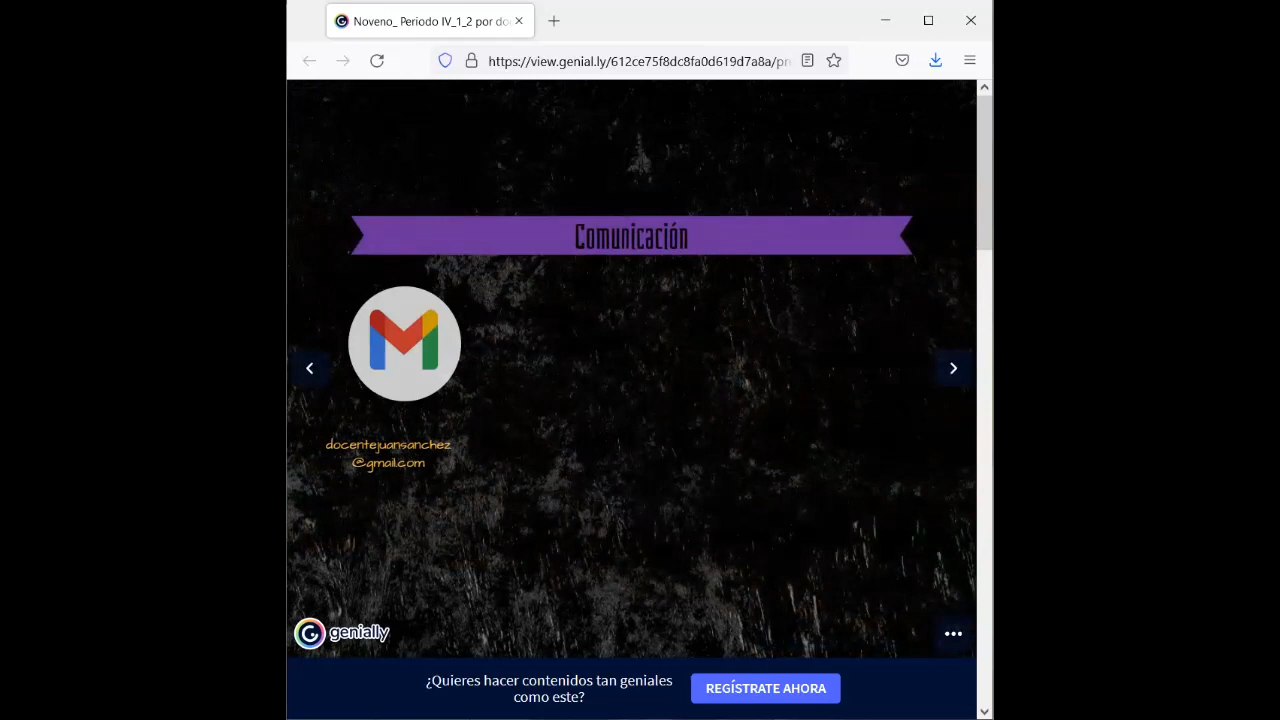 Noveno_ Periodo IV_1_2 por do
https://view.genial.ly/612ce75f8dc8fa0d619d7a8a/pr
Comunicación
docentejuansanchez
@gmail.com
genially
¿Quieres hacer contenidos tan geniales
como este?
REGÍSTRATE AHORA